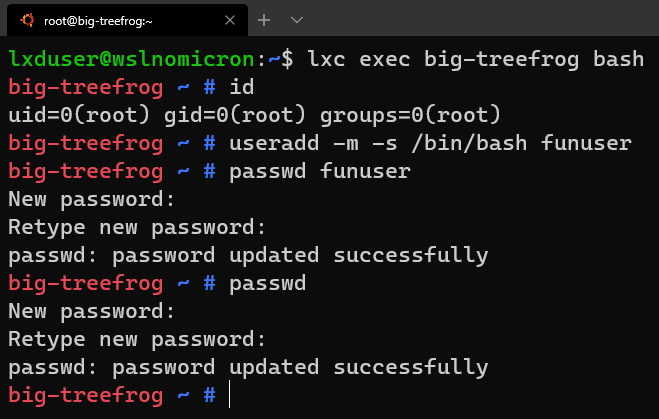 root@big-treefrog:~
lxduser@wslnomicron:~$ lxc exec big-treefrog bash
big-treefrog ~ # id
uid=0(root) gid=0(root) groups=0(root)
big-treefrog ~ # useradd -m -s /bin/bash funuser
big-treefrog ~ # passwd funuser
New password:
Retype new password:
passwd: password updated successfully
big-treefrog ~ # passwd
New password:
Retype new password:
passwd: password updated successfully
big-treefrog ~ #